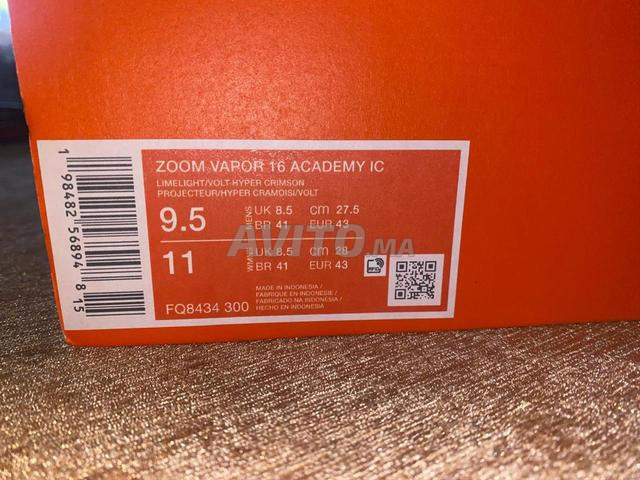 ZOOM VAPOR 16 ACADEMY IC
LIMELIGHT/VOLT-HYPER CRIMSON
PROJECTEUR/HYPER CRAMOISI/VOLT
9.5 MENS UK 8.5 CM 27.5
BR 41 EUR 43
11 WMNS UK 8.5 CM 28
BR 41 EUR 43
RFID
FQ8434 300
MADE IN INDONESIA /
FABRIQUÉ EN INDONÉSIE /
FABRICADO NA INDONÉSIA /
HECHO EN INDONESIA
1 98482 56894 8 15
AVITO MA